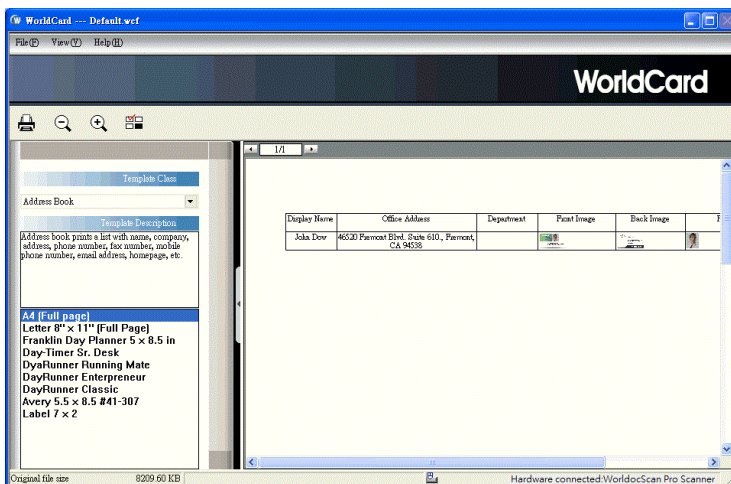 WorldCard --- Default.wcf
File(F) View(V) Help(H)
WorldCard
1/1
Template Class
Address Book
Template Description
Address book prints a list with name, company,
address, phone number, fax number, mobile
phone number, email address, homepage, etc.
A4 (Full page)
Letter 8" x 11" (Full Page)
Franklin Day Planner 5 x 8.5 in
Day-Timer Sr. Desk
DyaRunner Running Mate
DayRunner Enterpreneur
DayRunner Classic
Avery 5.5 x 8.5 #41-307
Label 7 x 2
Display Name Office Address Department Front Image Back Image
John Dow 46520 Fremont Blvd. Suite 610., Fremont,
CA 94538
Original file size 8209.60 KB Hardware connected:WorldocScan Pro Scanner